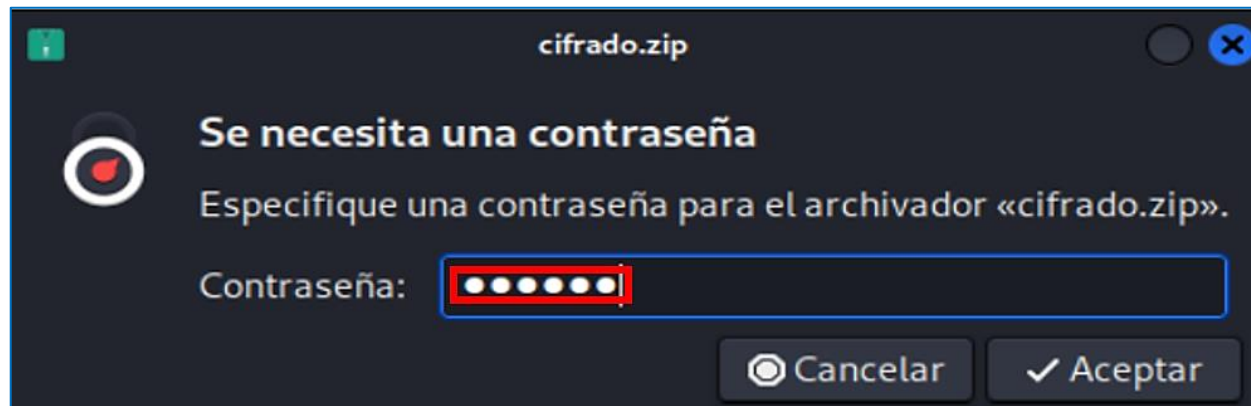 cifrado.zip
Se necesita una contraseña
Especifique una contraseña para el archivador «cifrado.zip».
Contraseña: ●●●●●●
Cancelar ✓ Aceptar